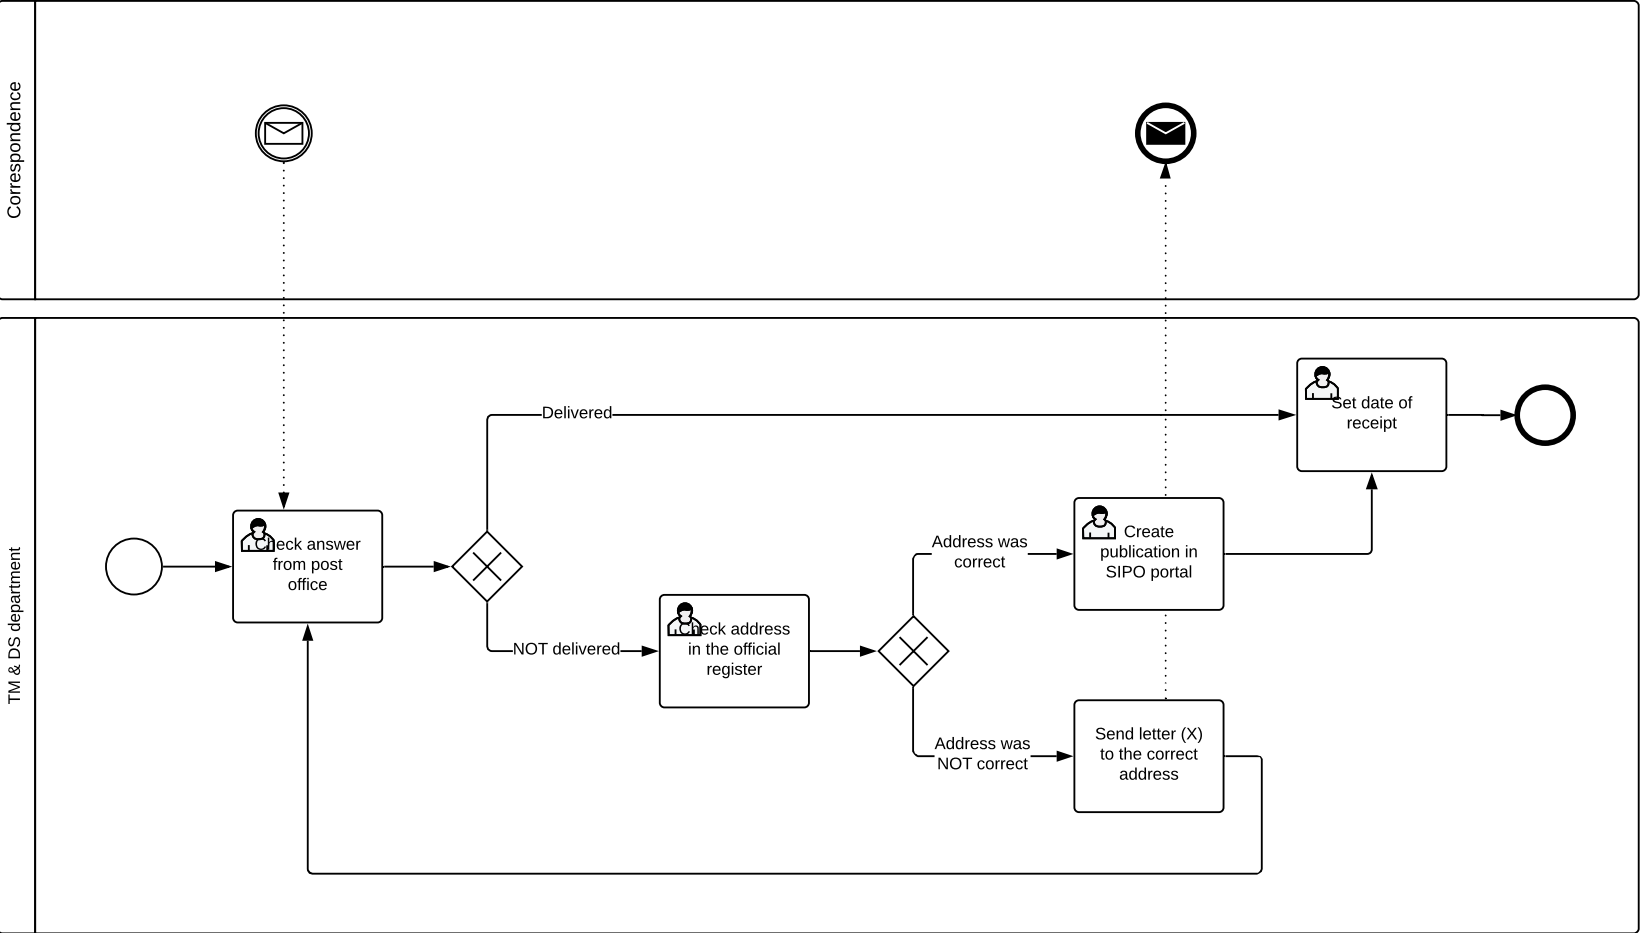 Correspondence
TM & DS department
Check answer
from post
office
Delivered
NOT delivered
Check address
in the official
register
Address was
correct
Address was
NOT correct
Create
publication in
SIPO portal
Send letter (X)
to the correct
address
Set date of
receipt